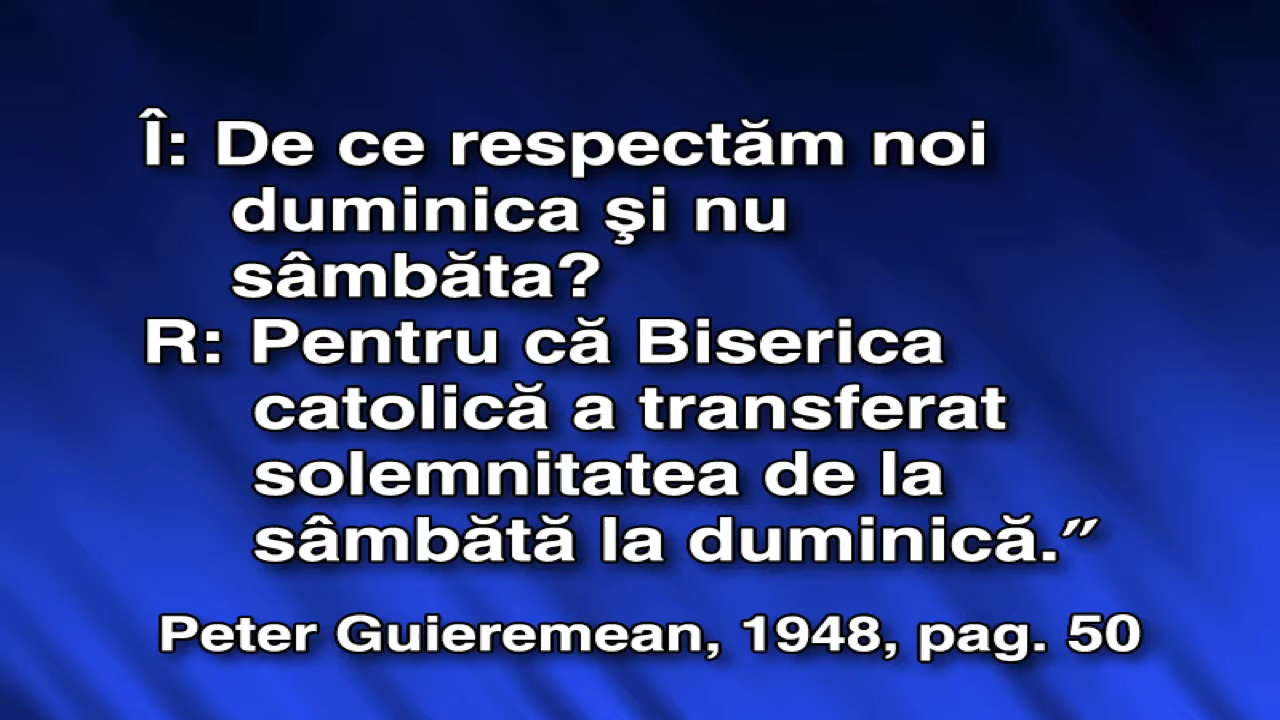 Î: De ce respectăm noi
duminica şi nu
sâmbăta?
R: Pentru că Biserica
catolică a transferat
solemnitatea de la
sâmbătă la duminică.”
Peter Guieremean, 1948, pag. 50